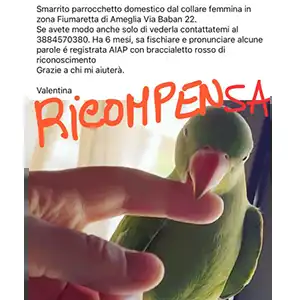 Smarrito parrocchetto domestico dal collare femmina in
zona Fiumaretta di Ameglia Via Baban 22.
Se avete modo anche solo di vederla contattatemi al
3884570380. Ha 6 mesi, sa fischiare e pronunciare alcune
parole é registrata AIAP con braccialetto rosso di
riconoscimento
Grazie a chi mi aiuterà.
Valentina
RICOMPENSA